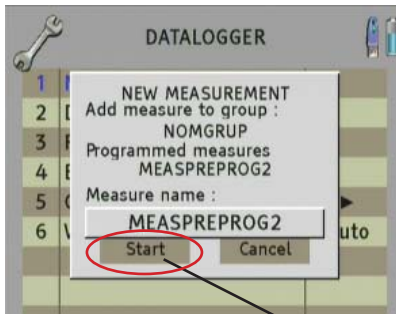 DATALOGGER
NEW MEASUREMENT
Add measure to group :
NOMGRUP
Programmed measures
MEASPREPROG2
Measure name :
MEASPREPROG2
Start
Cancel
1
2
3
4
5
6
uto